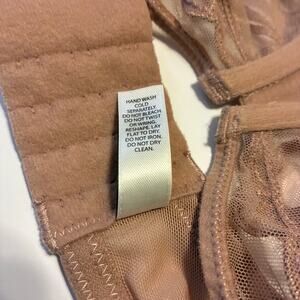 HAND WASH
COLD
SEPARATELY.
DO NOT BLEACH.
DO NOT TWIST
OR WRING.
RESHAPE, LAY
FLAT TO DRY.
DO NOT IRON.
DO NOT DRY
CLEAN.